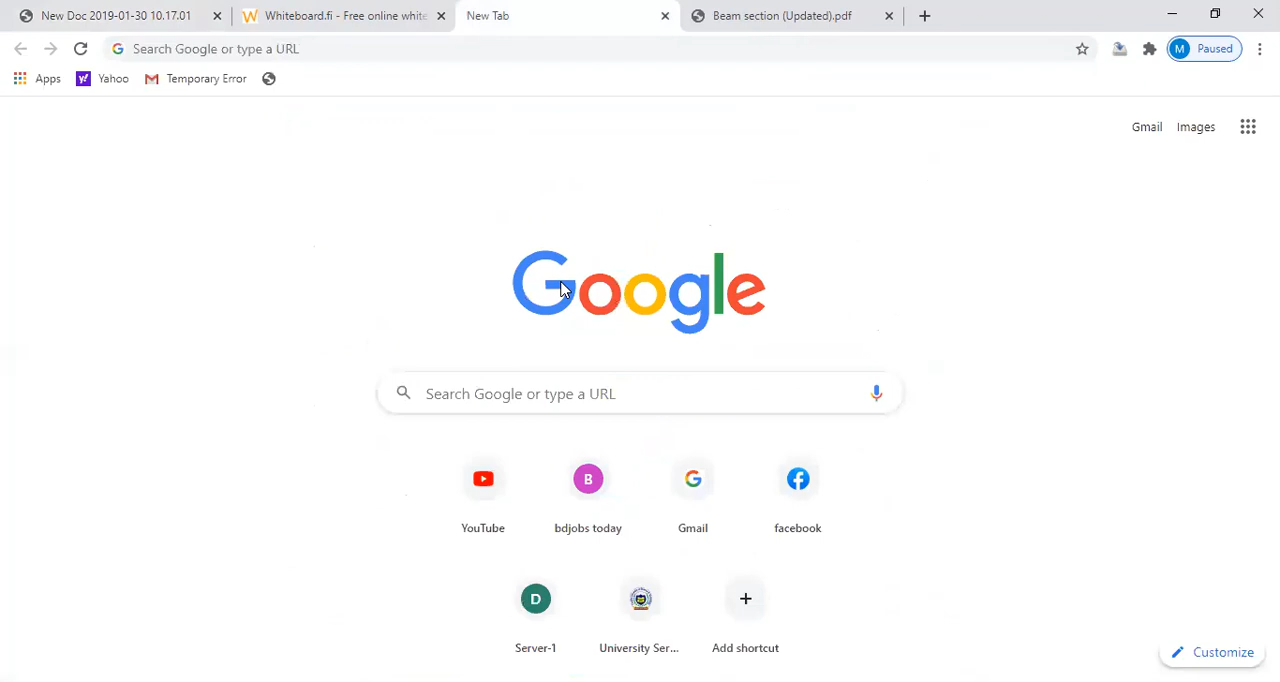 New Doc 2019-01-30 10.17.01
Whiteboard.fi - Free online white
New Tab
Beam section (Updated).pdf
Search Google or type a URL
M Paused
Apps
Yahoo
Temporary Error
Gmail
Images
Google
Search Google or type a URL
YouTube
B
bdjobs today
Gmail
facebook
D
Server-1
University Ser...
Add shortcut
Customize